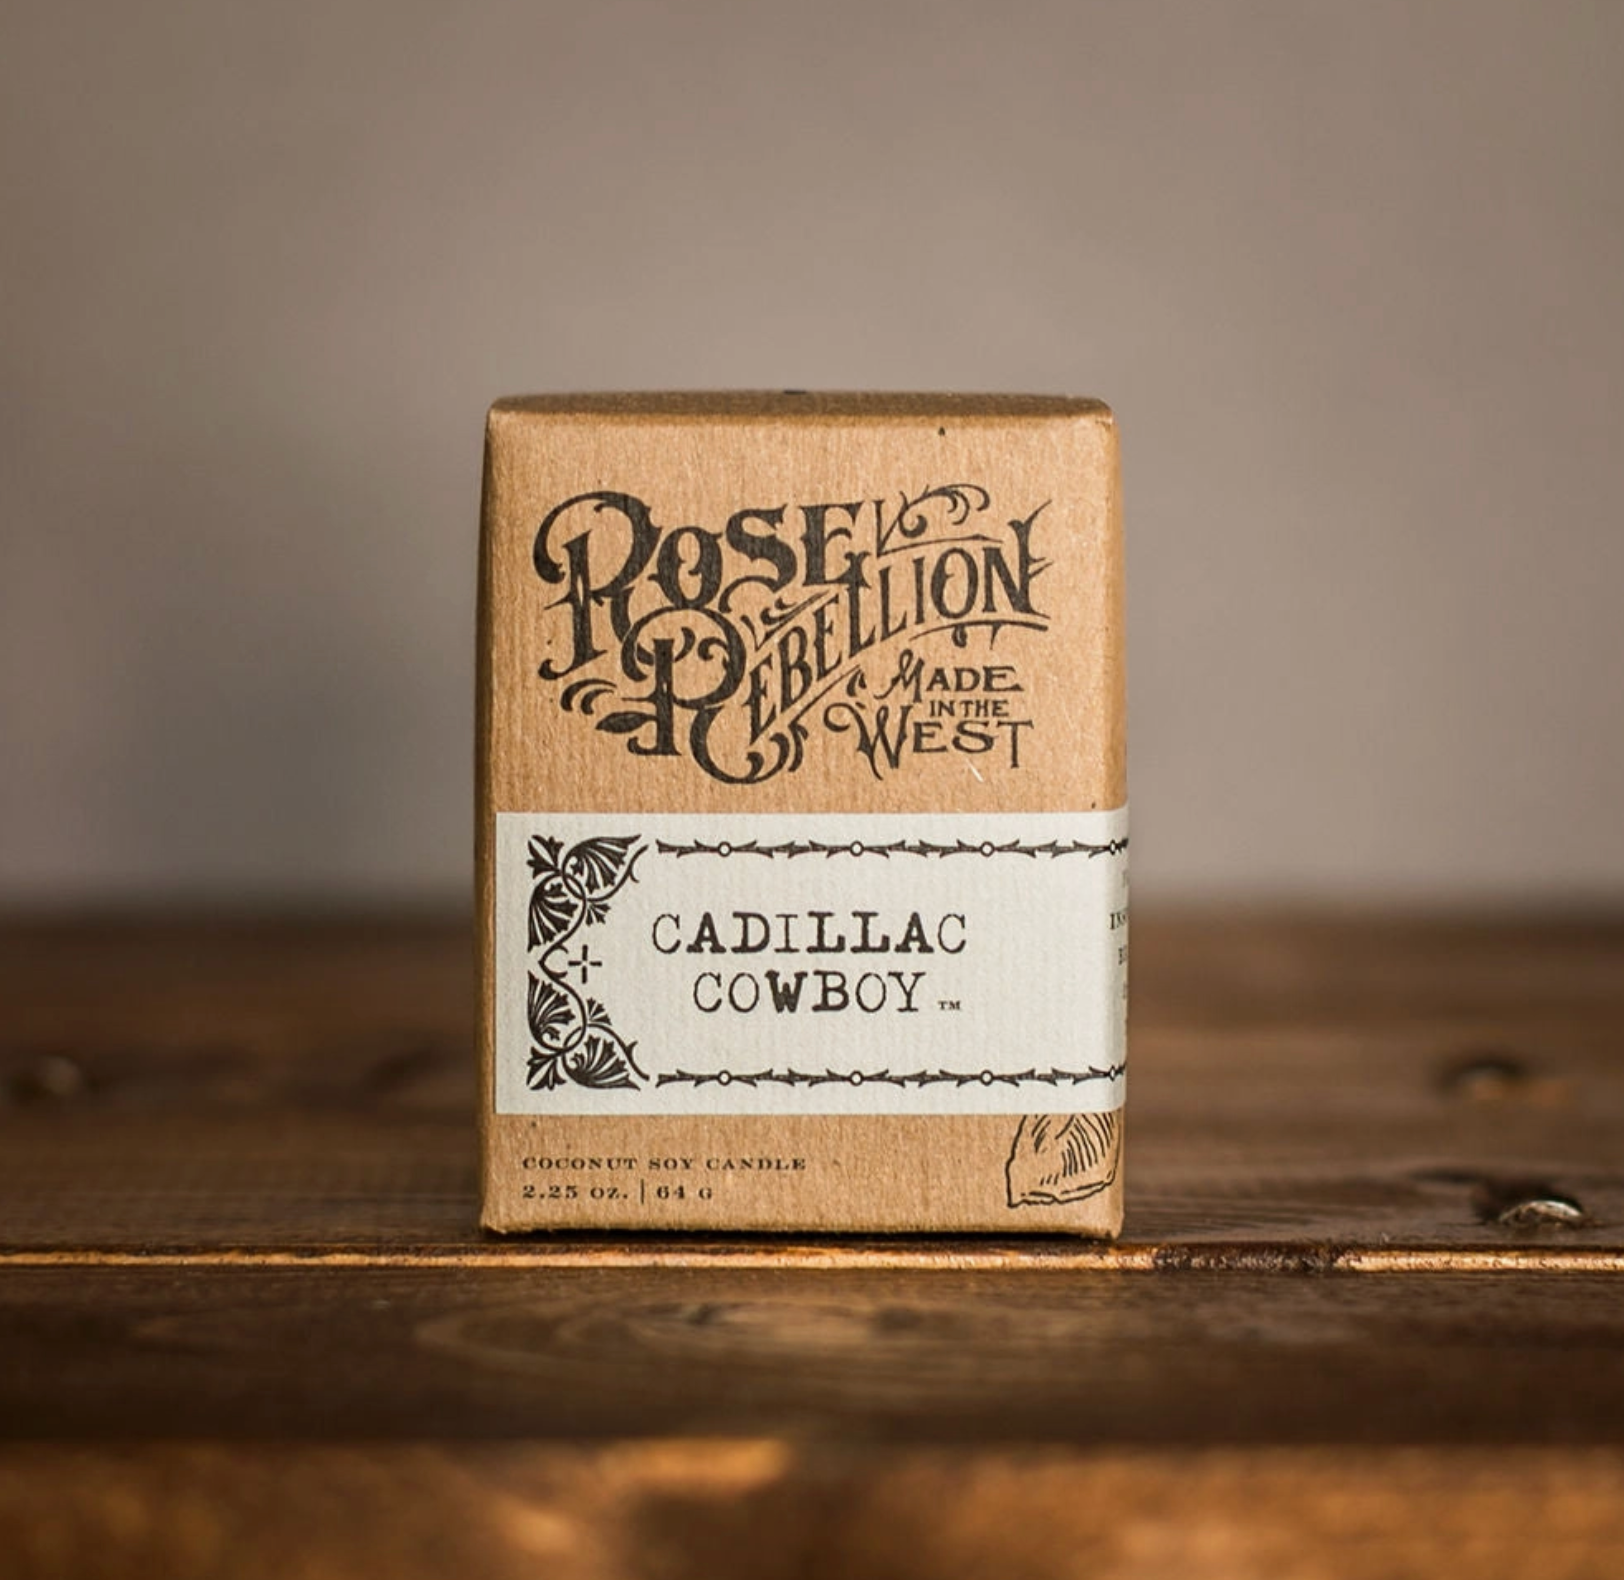 ROSE
REBELLION
MADE
IN THE
WEST
CADILLAC
COWBOY™
COCONUT SOY CANDLE
2.25 OZ. | 64 G